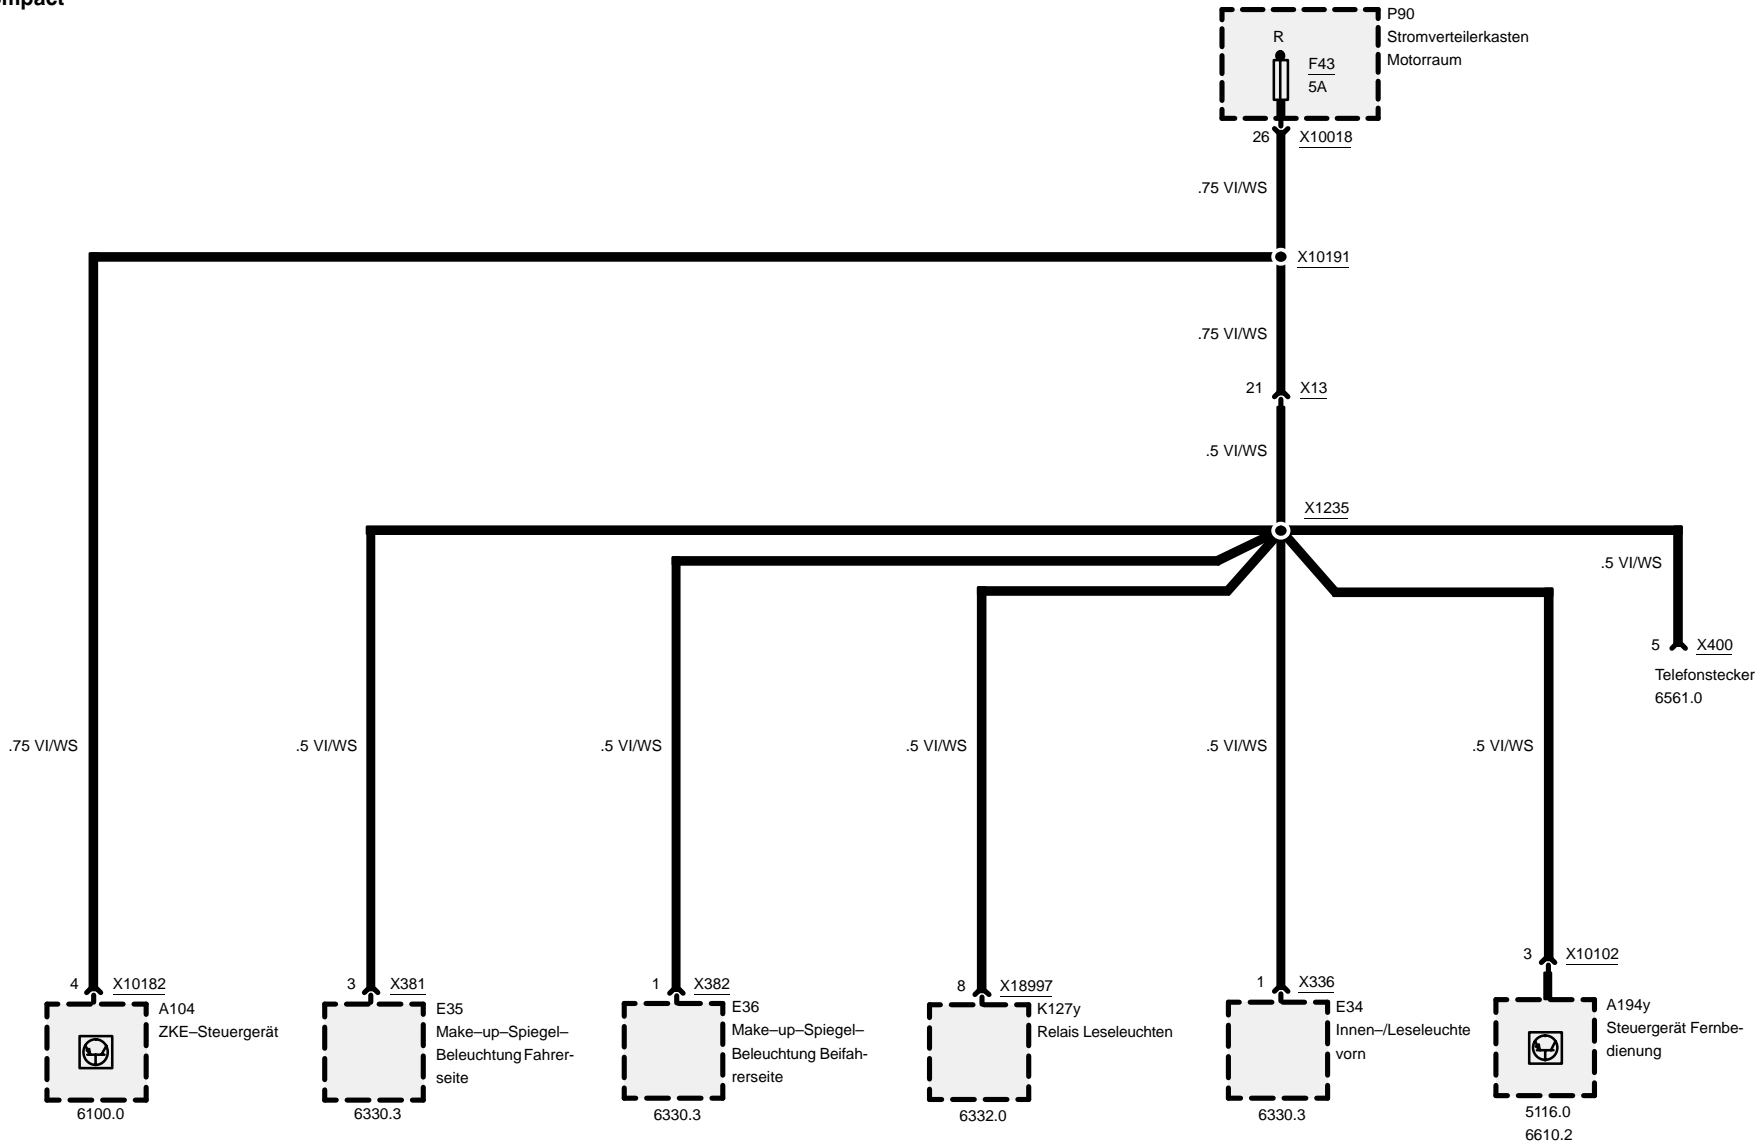 P90
Stromverteilerkasten
Motorraum
R
F43
5A
26 X10018
.75 VI/WS
X10191
.75 VI/WS
21 X13
.5 VI/WS
X1235
.5 VI/WS
5 X400
Telefonstecker
6561.0
.75 VI/WS
.5 VI/WS
.5 VI/WS
.5 VI/WS
.5 VI/WS
.5 VI/WS
4 X10182
A104
ZKE–Steuergerät
6100.0
3 X381
E35
Make–up–Spiegel–
Beleuchtung Fahrer-
seite
6330.3
1 X382
E36
Make–up–Spiegel–
Beleuchtung Beifah-
rerseite
6330.3
8 X18997
K127y
Relais Leseleuchten
6332.0
1 X336
E34
Innen–/Leseleuchte
vorn
6330.3
3 X10102
A194y
Steuergerät Fernbe-
dienung
5116.0
6610.2